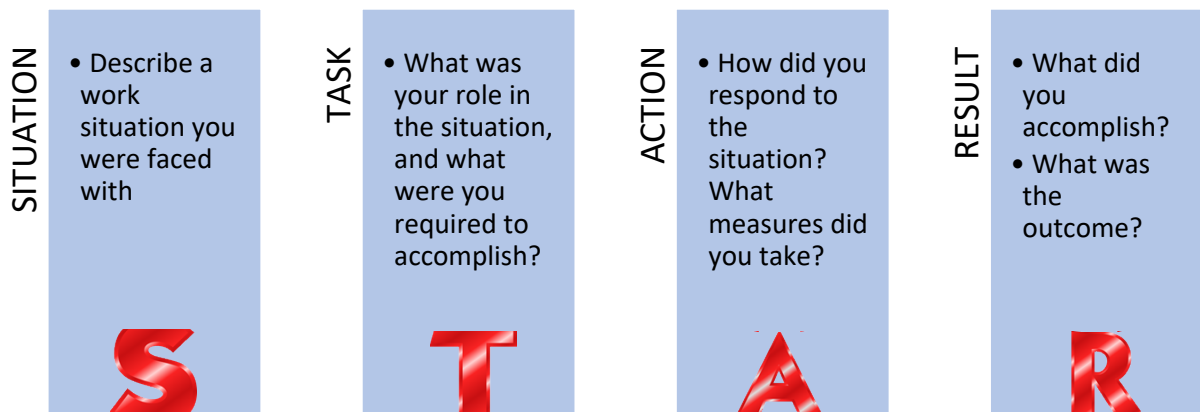 SITUATION
• Describe a
work
situation you
were faced
with
S
TASK
• What was
your role in
the situation,
and what
were you
required to
accomplish?
T
ACTION
• How did you
respond to
the
situation?
What
measures did
you take?
A
RESULT
• What did
you
accomplish?
• What was
the
outcome?
R